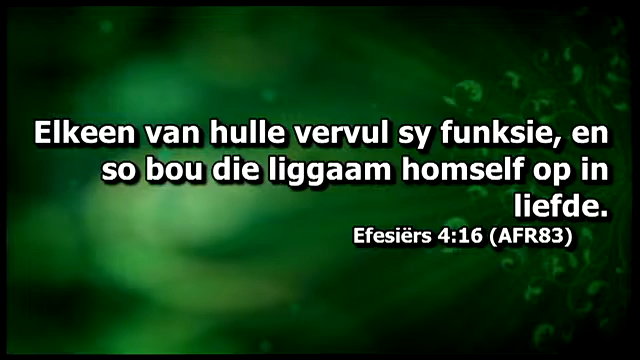 Elkeen van hulle vervul sy funksie, en
so bou die liggaam homself op in
liefde.
Efesiërs 4:16 (AFR83)